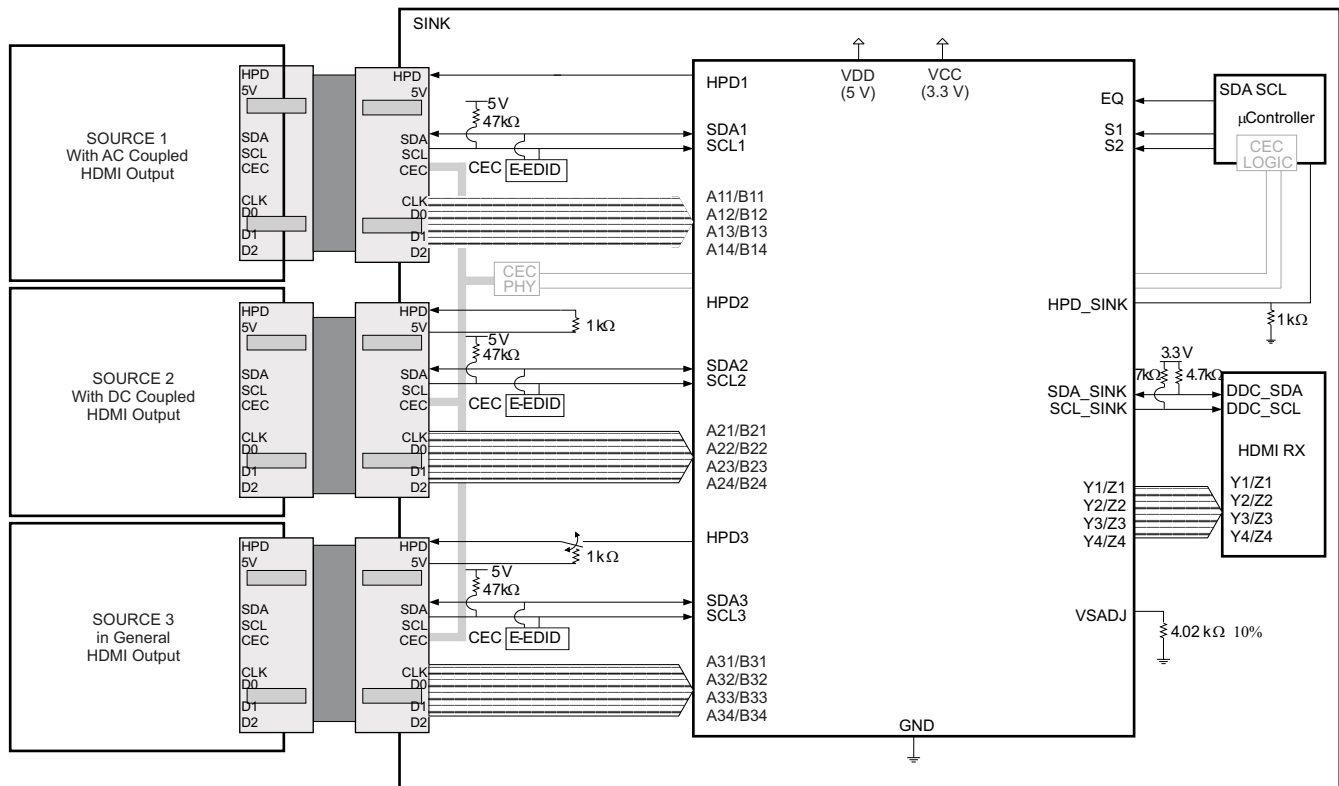 SINK
SOURCE 1
With AC Coupled
HDMI Output
HPD
5V
SDA
SCL
CEC
CLK
D0
D1
D2
HPD
5V
SDA
SCL
CEC
CLK
D0
D1
D2
5V
47kΩ
CEC
E-EDID
HPD1
SDA1
SCL1
A11/B11
A12/B12
A13/B13
A14/B14
VDD
(5 V)
VCC
(3.3 V)
EQ
S1
S2
SDA SCL
µController
CEC
LOGIC
CEC
PHY
SOURCE 2
With DC Coupled
HDMI Output
HPD
5V
SDA
SCL
CEC
CLK
D0
D1
D2
HPD
5V
SDA
SCL
CEC
CLK
D0
D1
D2
1kΩ
5V
47kΩ
CEC
E-EDID
HPD2
SDA2
SCL2
A21/B21
A22/B22
A23/B23
A24/B24
HPD_SINK
1kΩ
3.3 V
7kΩ
4.7kΩ
SDA_SINK
SCL_SINK
DDC_SDA
DDC_SCL
HDMI RX
Y1/Z1
Y2/Z2
Y3/Z3
Y4/Z4
Y1/Z1
Y2/Z2
Y3/Z3
Y4/Z4
SOURCE 3
in General
HDMI Output
HPD
5V
SDA
SCL
CEC
CLK
D0
D1
D2
HPD
5V
SDA
SCL
CEC
CLK
D0
D1
D2
1kΩ
5V
47kΩ
CEC
E-EDID
HPD3
SDA3
SCL3
A31/B31
A32/B32
A33/B33
A34/B34
VSADJ
4.02 kΩ 10%
GND